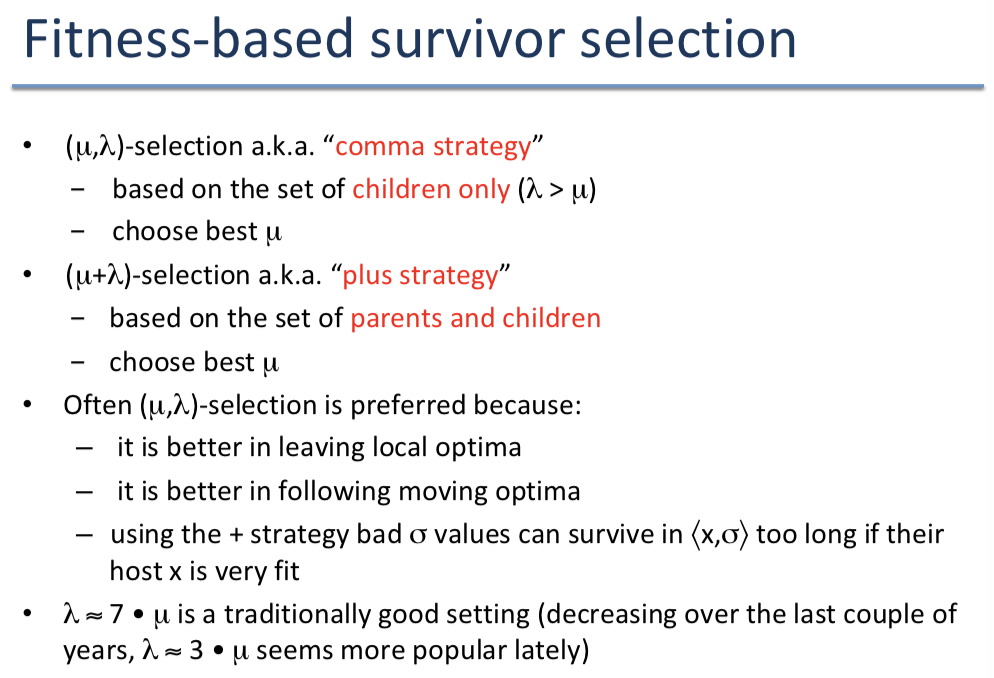 Fitness-based survivor selection
• (μ,λ)-selection a.k.a. “comma strategy”
– based on the set of children only (λ > μ)
– choose best μ
• (μ+λ)-selection a.k.a. “plus strategy”
– based on the set of parents and children
– choose best μ
• Often (μ,λ)-selection is preferred because:
– it is better in leaving local optima
– it is better in following moving optima
– using the + strategy bad σ values can survive in ⟨x,σ⟩ too long if their
host x is very fit
• λ ≈ 7 • μ is a traditionally good setting (decreasing over the last couple of
years, λ ≈ 3 • μ seems more popular lately)